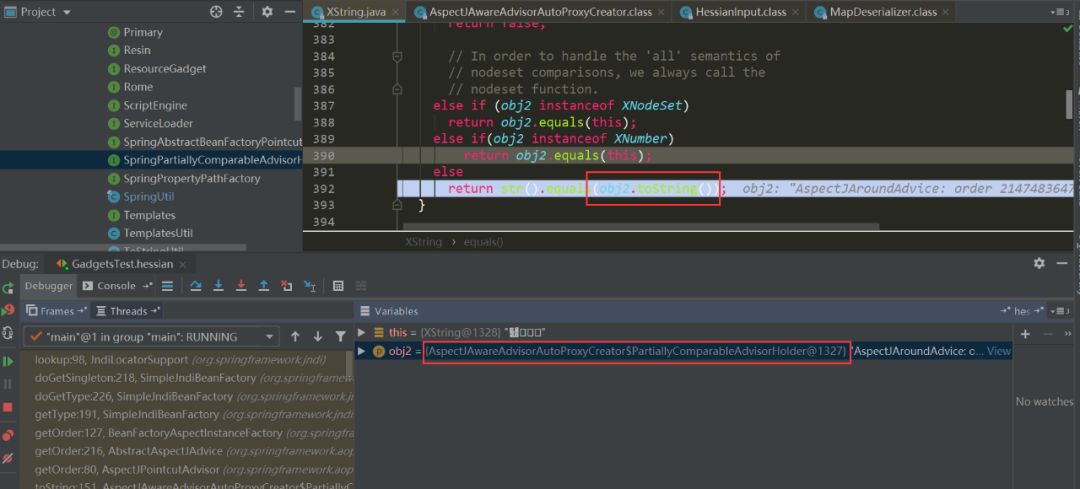 Project
XString.java
AspectJAwareAdvisorAutoProxyCreator.class
HessianInput.class
MapDeserializer.class
Primary
Resin
ResourceGadget
Rome
ScriptEngine
ServiceLoader
SpringAbstractBeanFactoryPointcut
SpringPartiallyComparableAdvisorH
SpringPropertyPathFactory
SpringUtil
Templates
TemplatesUtil
ToStringUtil
382 return false;
383
384 // In order to handle the 'all' semantics of
385 // nodeset comparisons, we always call the
386 // nodeset function.
387 else if (obj2 instanceof XNodeSet)
388 return obj2.equals(this);
389 else if(obj2 instanceof XNumber)
390 return obj2.equals(this);
391 else
392 return str().equals(obj2.toString()); obj2: "AspectJAroundAdvice: order 2147483647
393 }
394
XString › equals()
Debug: GadgetsTest.hessian
Debugger Console
Frames Threads Variables
hes
"main"@1 in group "main": RUNNING
lookup:98, JndiLocatorSupport (org.springframework.jndi)
doGetSingleton:218, SimpleJndiBeanFactory (org.springframew
doGetType:226, SimpleJndiBeanFactory (org.springframework.
getType:191, SimpleJndiBeanFactory (org.springframework.jndi
getOrder:127, BeanFactoryAspectInstanceFactory (org.springfra
getOrder:216, AbstractAspectJAdvice (org.springframework.aop
getOrder:80, AspectJPointcutAdvisor (org.springframework.aop
toString:151, AspectJAwareAdvisorAutoProxyCreator$PartiallyC
this = {XString@1328}
obj2 = {AspectJAwareAdvisorAutoProxyCreator$PartiallyComparableAdvisorHolder@1327} "AspectJAroundAdvice: o... View
No watches